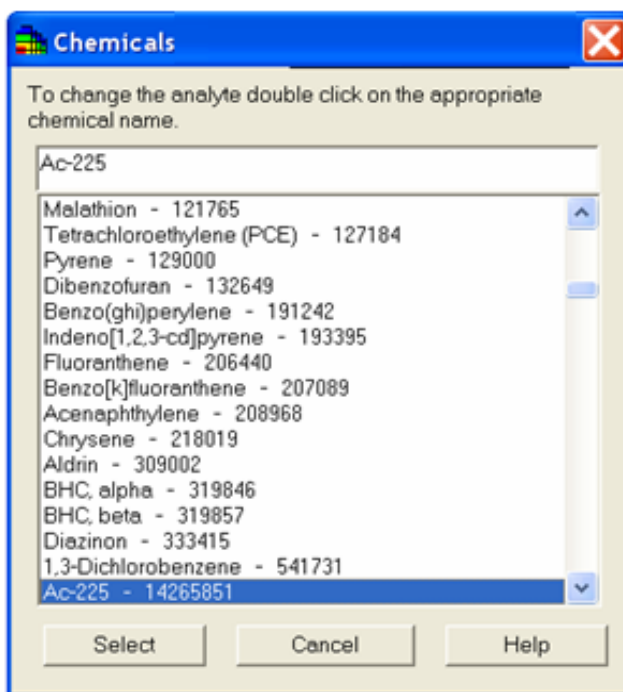 Chemicals
To change the analyte double click on the appropriate
chemical name.
Ac-225
Malathion - 121765
Tetrachloroethylene (PCE) - 127184
Pyrene - 129000
Dibenzofuran - 132649
Benzo(ghi)perylene - 191242
Indeno[1,2,3-cd]pyrene - 193395
Fluoranthene - 206440
Benzo[k]fluoranthene - 207089
Acenaphthylene - 208968
Chrysene - 218019
Aldrin - 309002
BHC, alpha - 319846
BHC, beta - 319857
Diazinon - 333415
1,3-Dichlorobenzene - 541731
Ac-225 - 14265851
Select Cancel Help